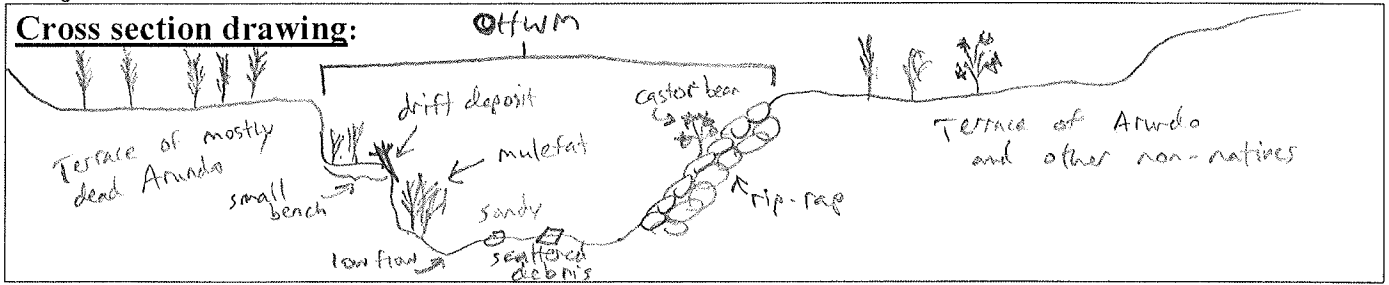 Cross section drawing:
OHWM
drift deposit
castor bean
mulefat
Terrace of mostly
dead Arundo
small
bench
sandy
low flow
scattered
debris
rip-rap
Terrace of Arundo
and other non-natives